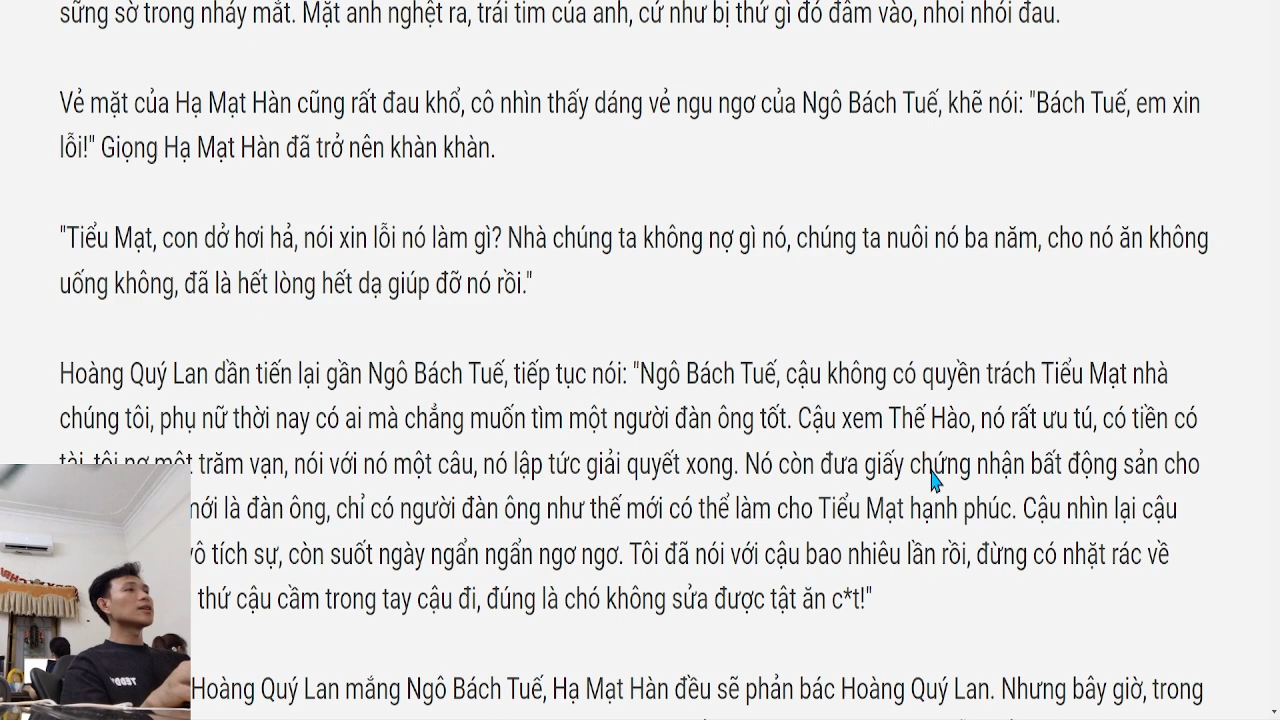 sững sờ trong nháy mắt. Mặt anh nghệt ra, trái tim của anh, cứ như bị thứ gì đó đâm vào, nhoi nhói đau.
Vẻ mặt của Hạ Mạt Hàn cũng rất đau khổ, cô nhìn thấy dáng vẻ ngu ngơ của Ngô Bách Tuế, khẽ nói: "Bách Tuế, em xin
lỗi!" Giọng Hạ Mạt Hàn đã trở nên khàn khàn.
"Tiểu Mạt, con dở hơi hả, nói xin lỗi nó làm gì? Nhà chúng ta không nợ gì nó, chúng ta nuôi nó ba năm, cho nó ăn không
uống không, đã là hết lòng hết dạ giúp đỡ nó rồi."
Hoàng Quý Lan dần tiến lại gần Ngô Bách Tuế, tiếp tục nói: "Ngô Bách Tuế, cậu không có quyền trách Tiểu Mạt nhà
chúng tôi, phụ nữ thời nay có ai mà chẳng muốn tìm một người đàn ông tốt. Cậu xem Thế Hào, nó rất ưu tú, có tiền có
tài, tôi nợ một trăm vạn, nói với nó một câu, nó lập tức giải quyết xong. Nó còn đưa giấy chứng nhận bất động sản cho
mới là đàn ông, chỉ có người đàn ông như thế mới có thể làm cho Tiểu Mạt hạnh phúc. Cậu nhìn lại cậu
vô tích sự, còn suốt ngày ngẩn ngẩn ngơ ngơ. Tôi đã nói với cậu bao nhiêu lần rồi, đừng có nhặt rác về
thứ cậu cầm trong tay cậu đi, đúng là chó không sửa được tật ăn c*t!"
Hoàng Quý Lan mắng Ngô Bách Tuế, Hạ Mạt Hàn đều sẽ phản bác Hoàng Quý Lan. Nhưng bây giờ, trong